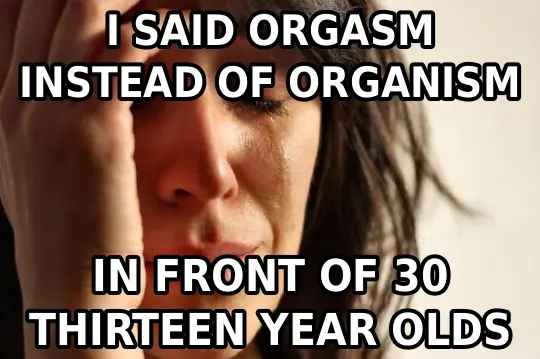 I SAID ORGASM
INSTEAD OF ORGANISM
IN FRONT OF 30
THIRTEEN YEAR OLDS